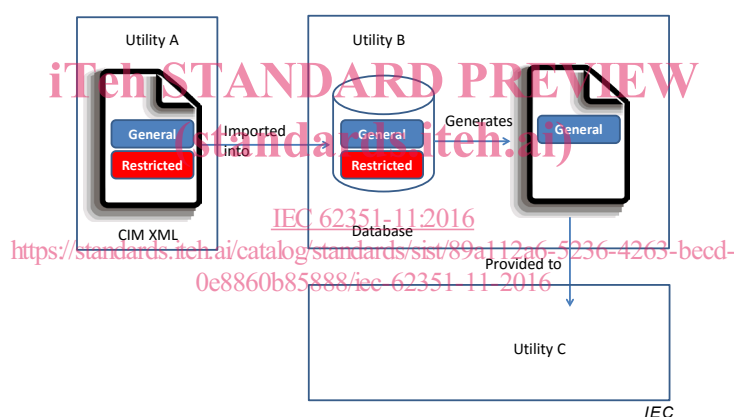 Utility A
Utility B
iTeh STANDARD PREVIEW
(standards.iteh.ai)
General
Restricted
CIM XML
Imported
into
General
Restricted
Database
Generates
General
IEC 62351-11:2016
https://standards.iteh.ai/catalog/standards/sist/89a112a6-5236-4263-becd-
0e8860b85888/iec-62351-11-2016
Provided to
Utility C
IEC